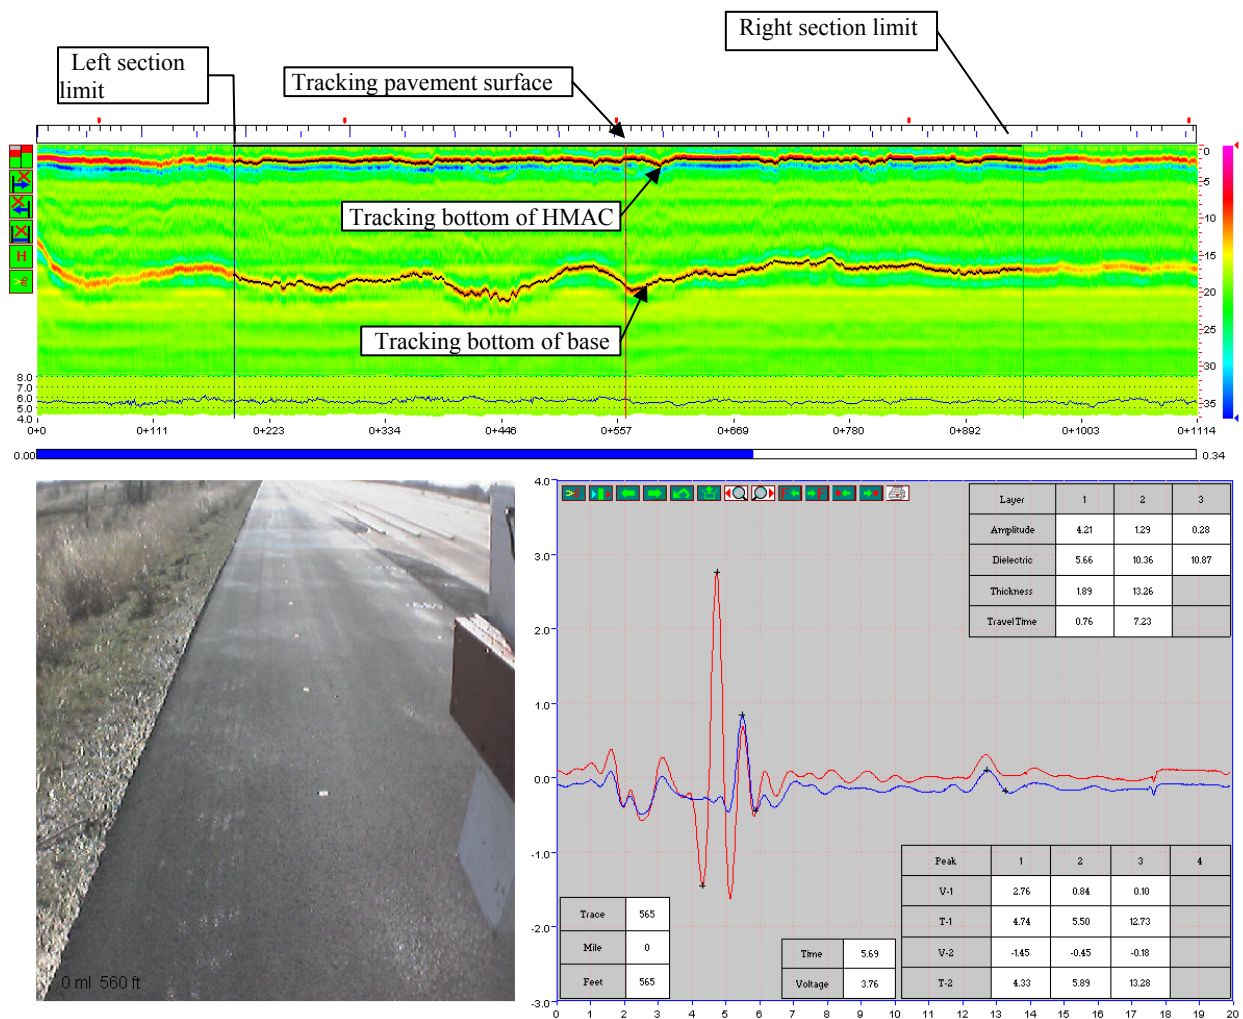 Right section limit
Left section
limit
Tracking pavement surface
0
-5
-10
-15
-20
-25
-30
-35
H
Tracking bottom of HMAC
Tracking bottom of base
8.0
7.0
6.0
5.0
4.0
0+0 0+111 0+223 0+334 0+446 0+557 0+669 0+780 0+892 0+1003 0+1114
0.00 0.34
0 ml 560 ft
4.0
3.0
2.0
1.0
0.0
-1.0
-2.0
-3.0
Layer 1 2 3
Amplitude 4.21 1.29 0.28
Dielectric 5.66 10.36 10.87
Thickness 1.89 13.26
Travel Time 0.76 7.23
Peak 1 2 3 4
V-1 2.76 0.84 0.10
T-1 4.74 5.50 12.73
V-2 -1.45 -0.45 -0.18
T-2 4.33 5.89 13.28
Trace 565
Mile 0
Feet 565
Time 5.69
Voltage 3.76
0 1 2 3 4 5 6 7 8 9 10 11 12 13 14 15 16 17 18 19 20